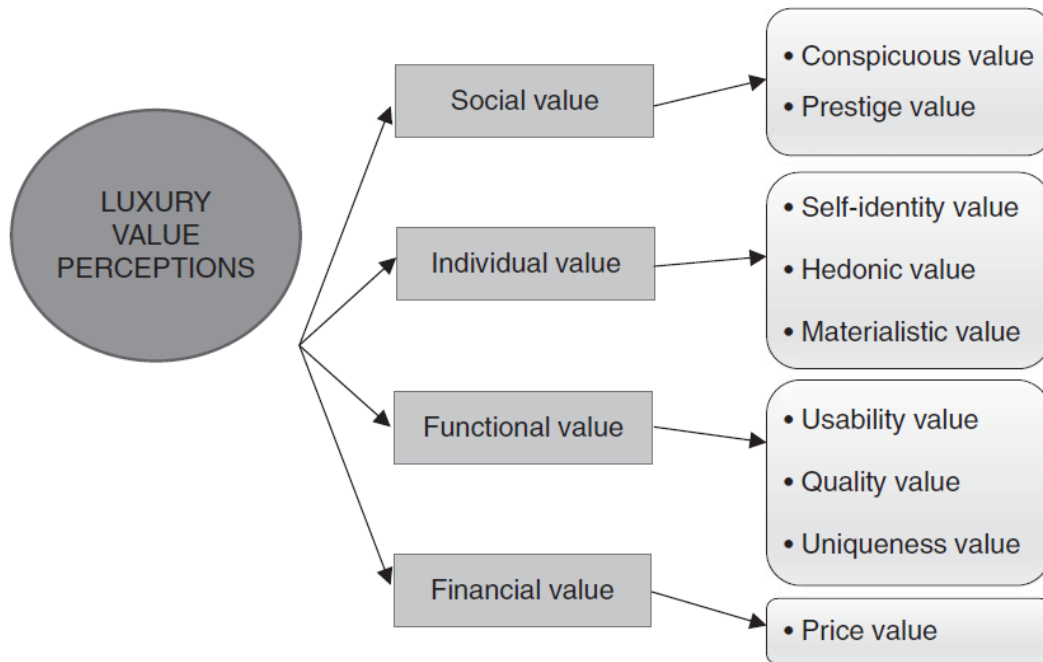 LUXURY
VALUE
PERCEPTIONS
Social value
• Conspicuous value
• Prestige value
Individual value
• Self-identity value
• Hedonic value
• Materialistic value
Functional value
• Usability value
• Quality value
• Uniqueness value
Financial value
• Price value